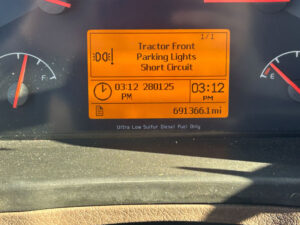 1/1
Tractor Front
Parking Lights
Short Circuit
03:12 280125 03:12
PM PM
691366.1mi
E F
Ultra Low Sulfur Diesel Fuel Only